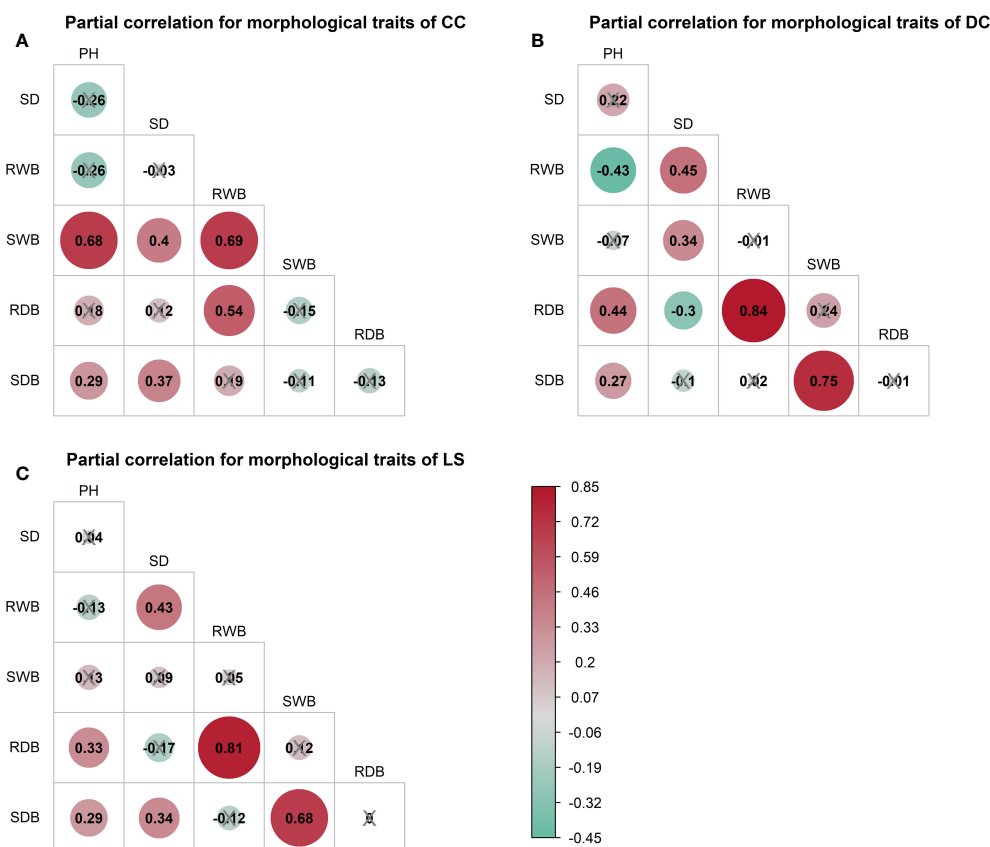 Partial correlation for morphological traits of CC
A
PH
SD -0.26
SD
RWB -0.26 -0.03
RWB
SWB 0.68 0.4 0.69
SWB
RDB 0.18 0.12 0.54 -0.15
RDB
SDB 0.29 0.37 0.19 -0.11 -0.13
Partial correlation for morphological traits of DC
B
PH
SD 0.22
SD
RWB -0.43 0.45
RWB
SWB -0.07 0.34 -0.01
SWB
RDB 0.44 -0.3 0.84 0.24
RDB
SDB 0.27 -0.1 0.02 0.75 -0.01
Partial correlation for morphological traits of LS
C
PH
SD 0.04
SD
RWB -0.13 0.43
RWB
SWB 0.13 0.09 0.05
SWB
RDB 0.33 -0.17 0.81 0.12
RDB
SDB 0.29 0.34 -0.12 0.68 0
0.85
0.72
0.59
0.46
0.33
0.2
0.07
-0.06
-0.19
-0.32
-0.45